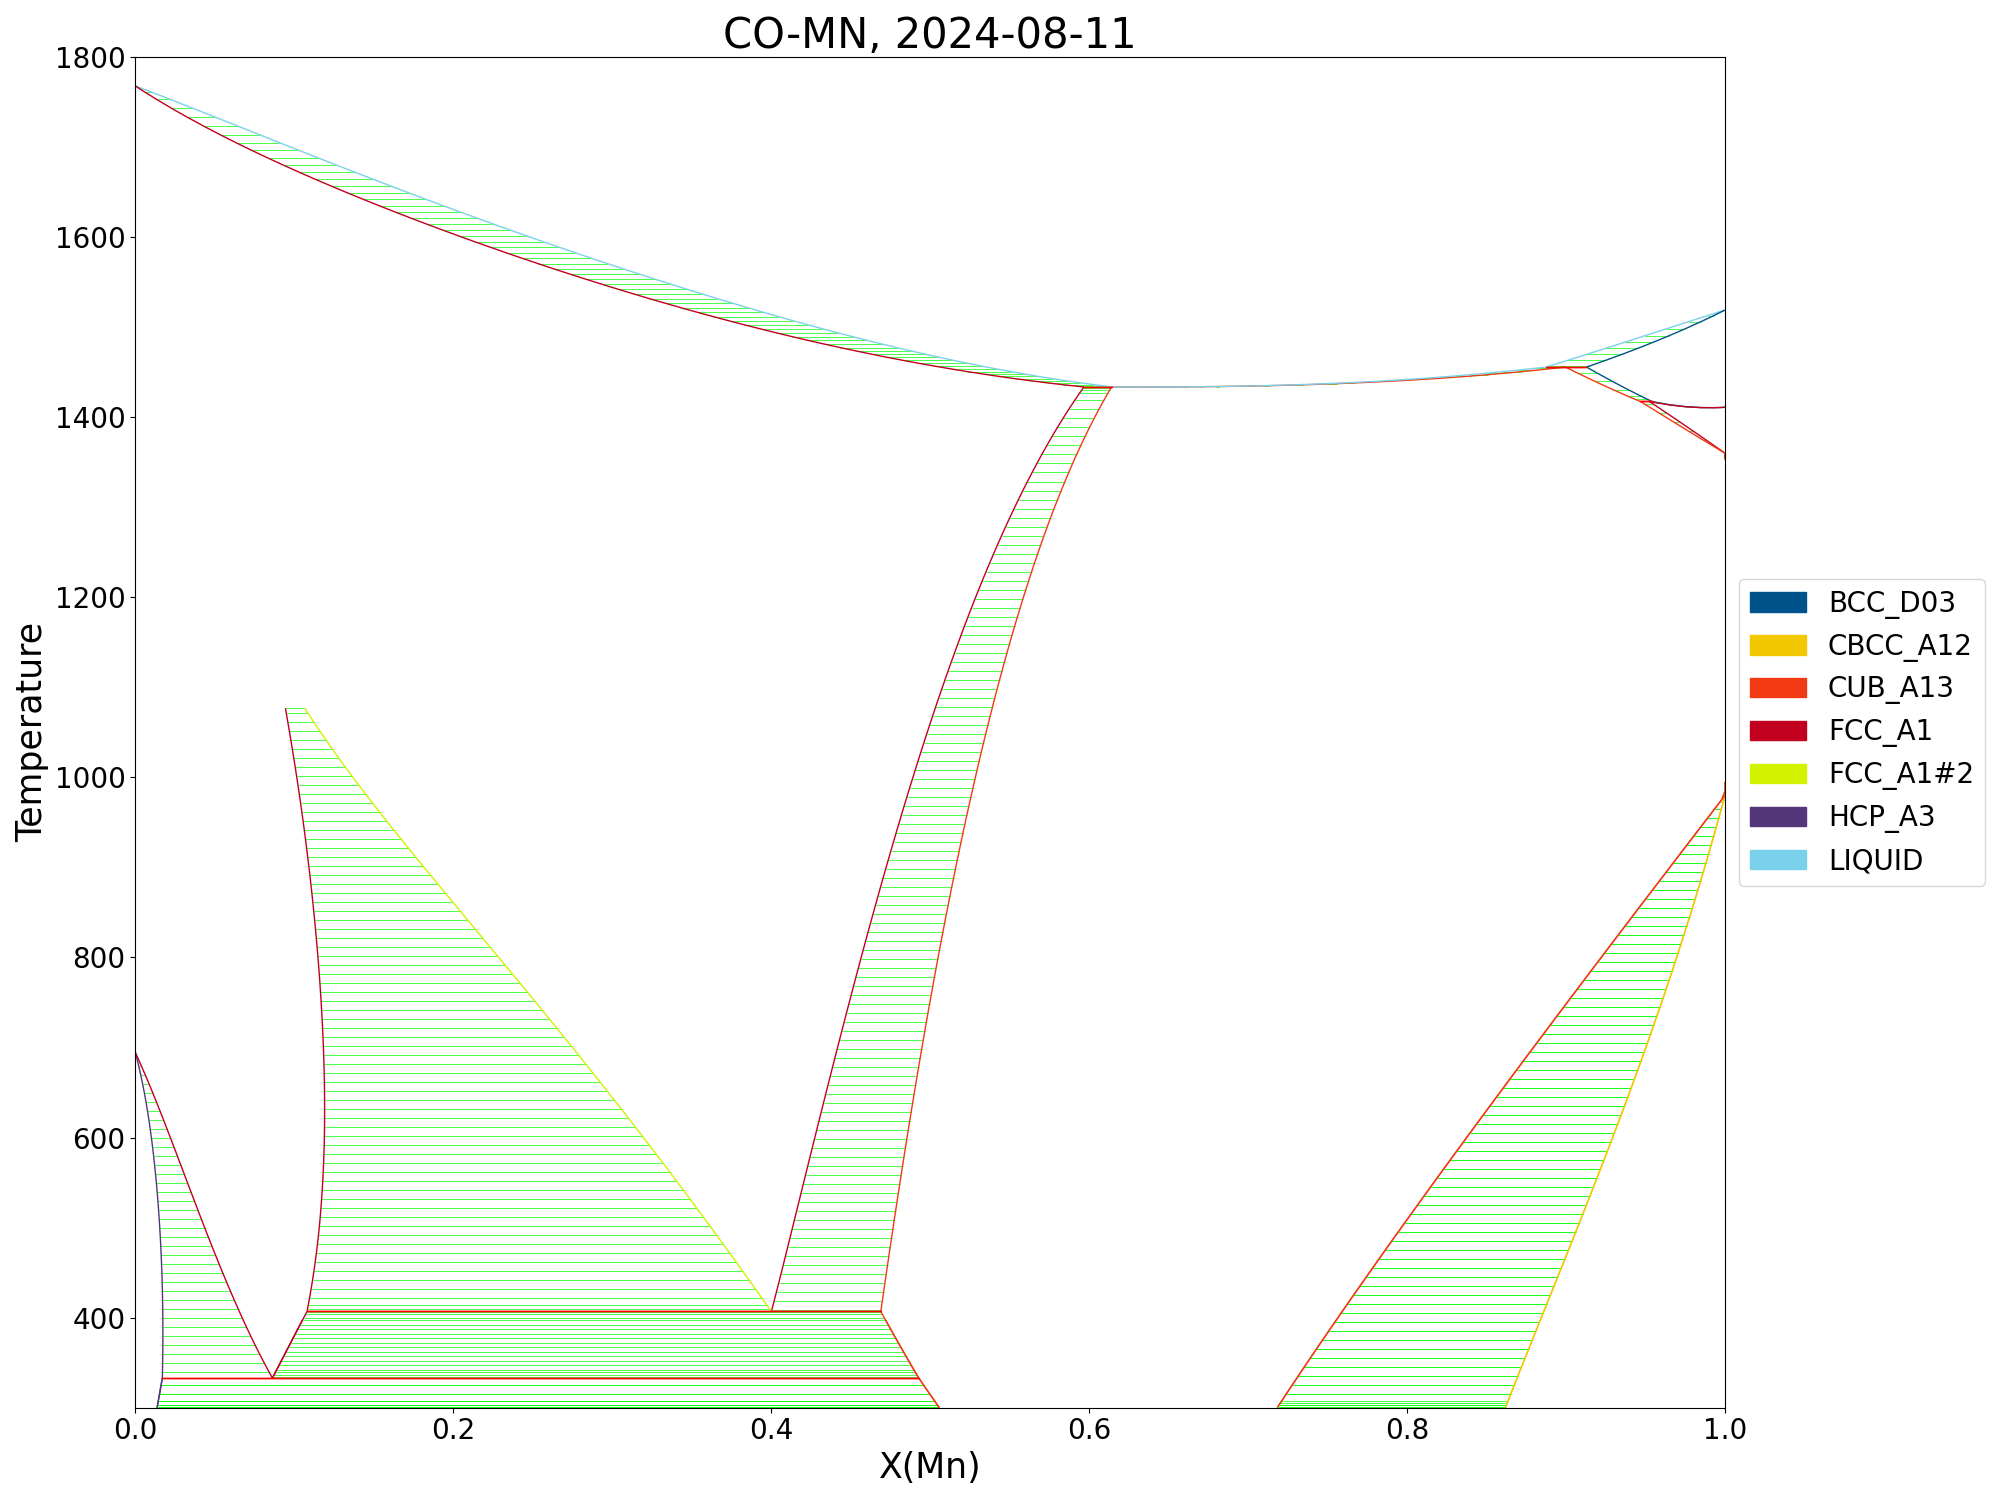 CO-MN, 2024-08-11
1800
1600
1400
1200
1000
800
600
400
Temperature
0.0 0.2 0.4 0.6 0.8 1.0
X(Mn)
BCC_D03
CBCC_A12
CUB_A13
FCC_A1
FCC_A1#2
HCP_A3
LIQUID